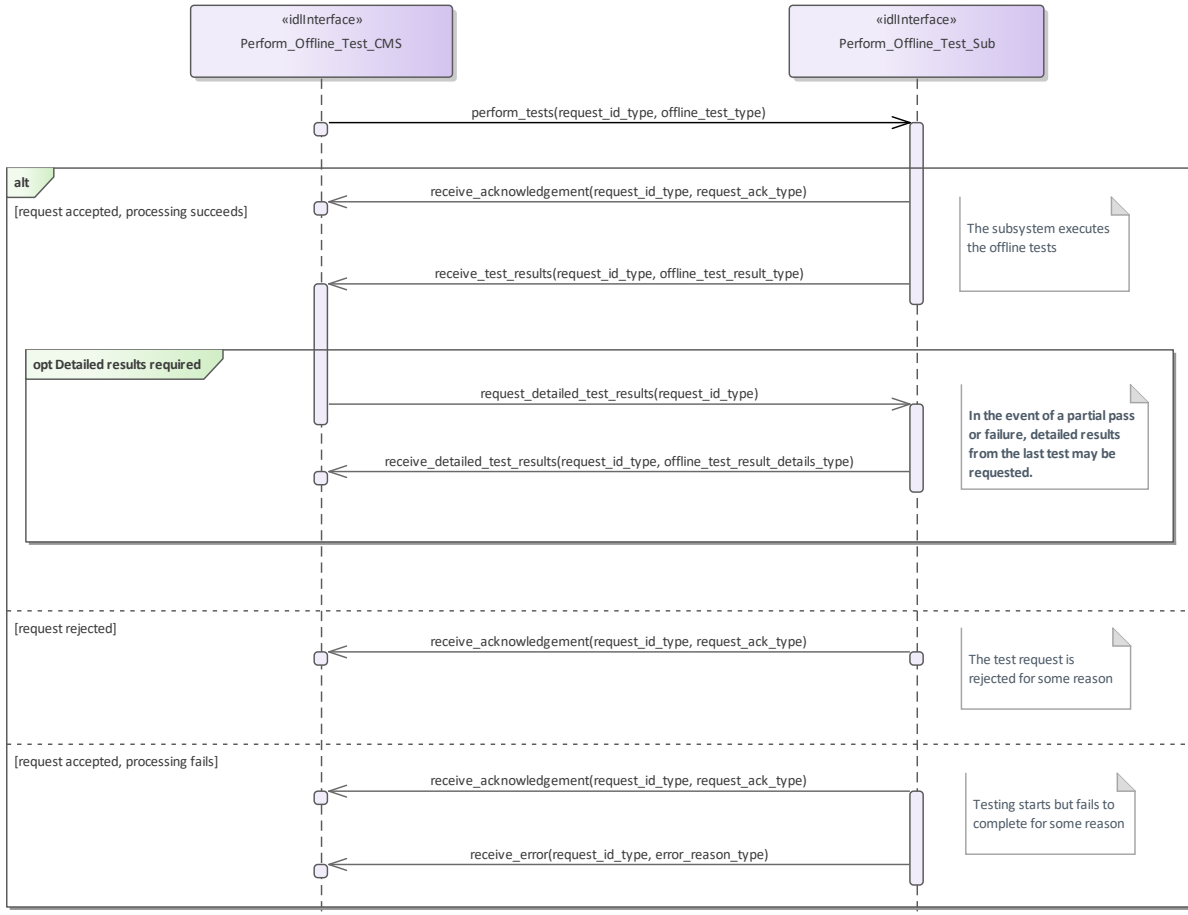 «idlInterface»
Perform_Offline_Test_CMS
«idlInterface»
Perform_Offline_Test_Sub
perform_tests(request_id_type, offline_test_type)
alt
[request accepted, processing succeeds]
receive_acknowledgement(request_id_type, request_ack_type)
The subsystem executes
the offline tests
receive_test_results(request_id_type, offline_test_result_type)
opt Detailed results required
request_detailed_test_results(request_id_type)
In the event of a partial pass
or failure, detailed results
from the last test may be
requested.
receive_detailed_test_results(request_id_type, offline_test_result_details_type)
[request rejected]
receive_acknowledgement(request_id_type, request_ack_type)
The test request is
rejected for some reason
[request accepted, processing fails]
receive_acknowledgement(request_id_type, request_ack_type)
Testing starts but fails to
complete for some reason
receive_error(request_id_type, error_reason_type)